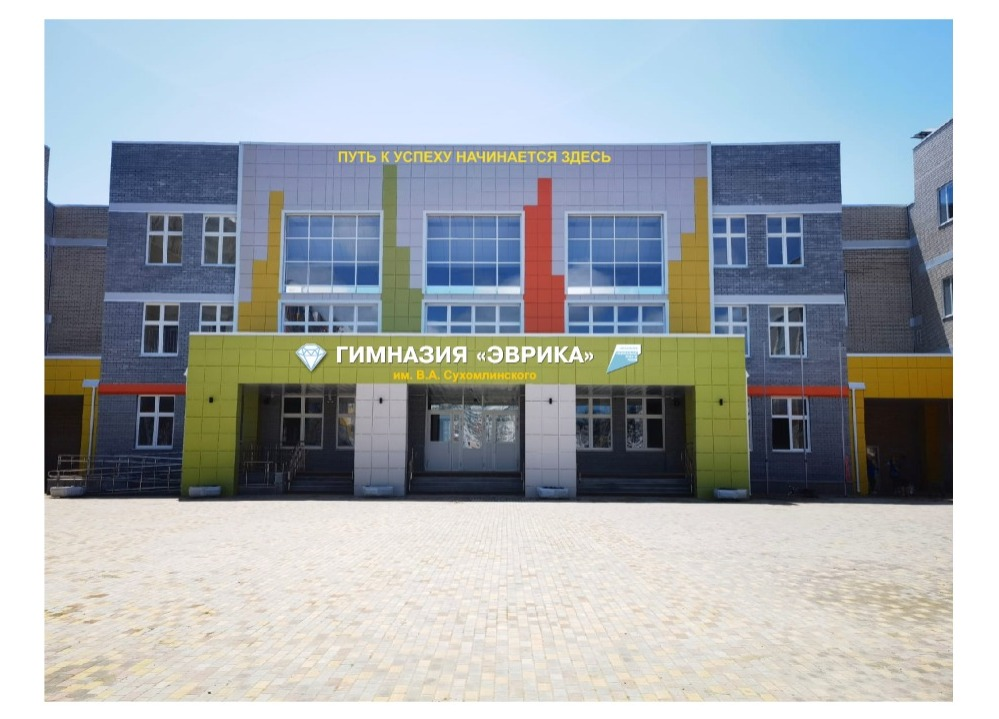 ПУТЬ К УСПЕХУ НАЧИНАЕТСЯ ЗДЕСЬ
ГИМНАЗИЯ «ЭВРИКА»
им. В.А. Сухомлинского